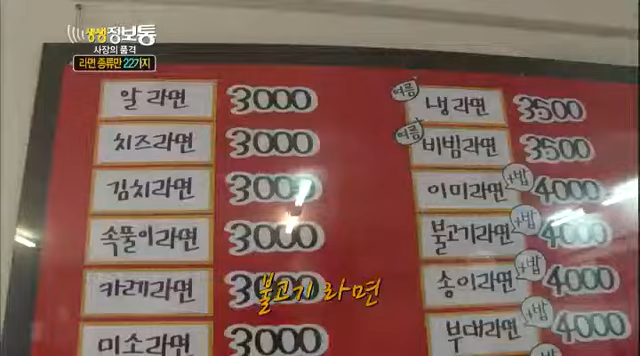 생생정보통
사장의 품격
라면 종류만 22가지
알 라면 3000
치즈라면 3000
김치라면 3000
속풀이라면 3000
카레라면 3000
미소라면 3000
여름 냉라면 3500
여름 비빔라면 3500
이미라면 +밥 4000
불고기라면 +밥 4000
송이라면 +밥 4000
부대라면 +밥 4000
+밥
불고기 라면